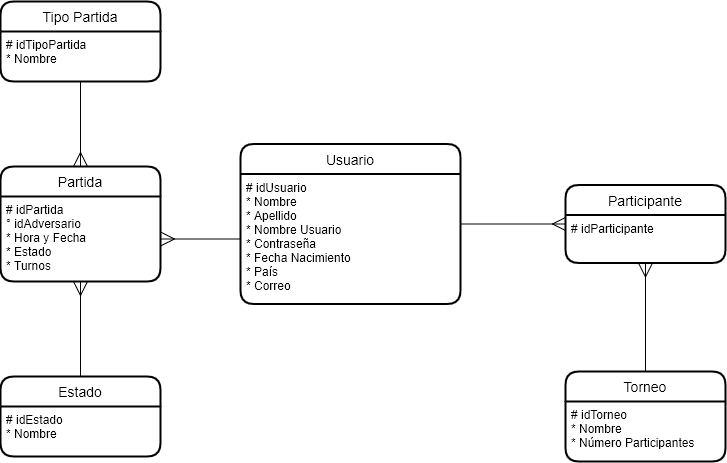 Tipo Partida
# idTipoPartida
* Nombre
Partida
# idPartida
° idAdversario
* Hora y Fecha
* Estado
* Turnos
Estado
# idEstado
* Nombre
Usuario
# idUsuario
* Nombre
* Apellido
* Nombre Usuario
* Contraseña
* Fecha Nacimiento
* País
* Correo
Participante
# idParticipante
Torneo
# idTorneo
* Nombre
* Número Participantes